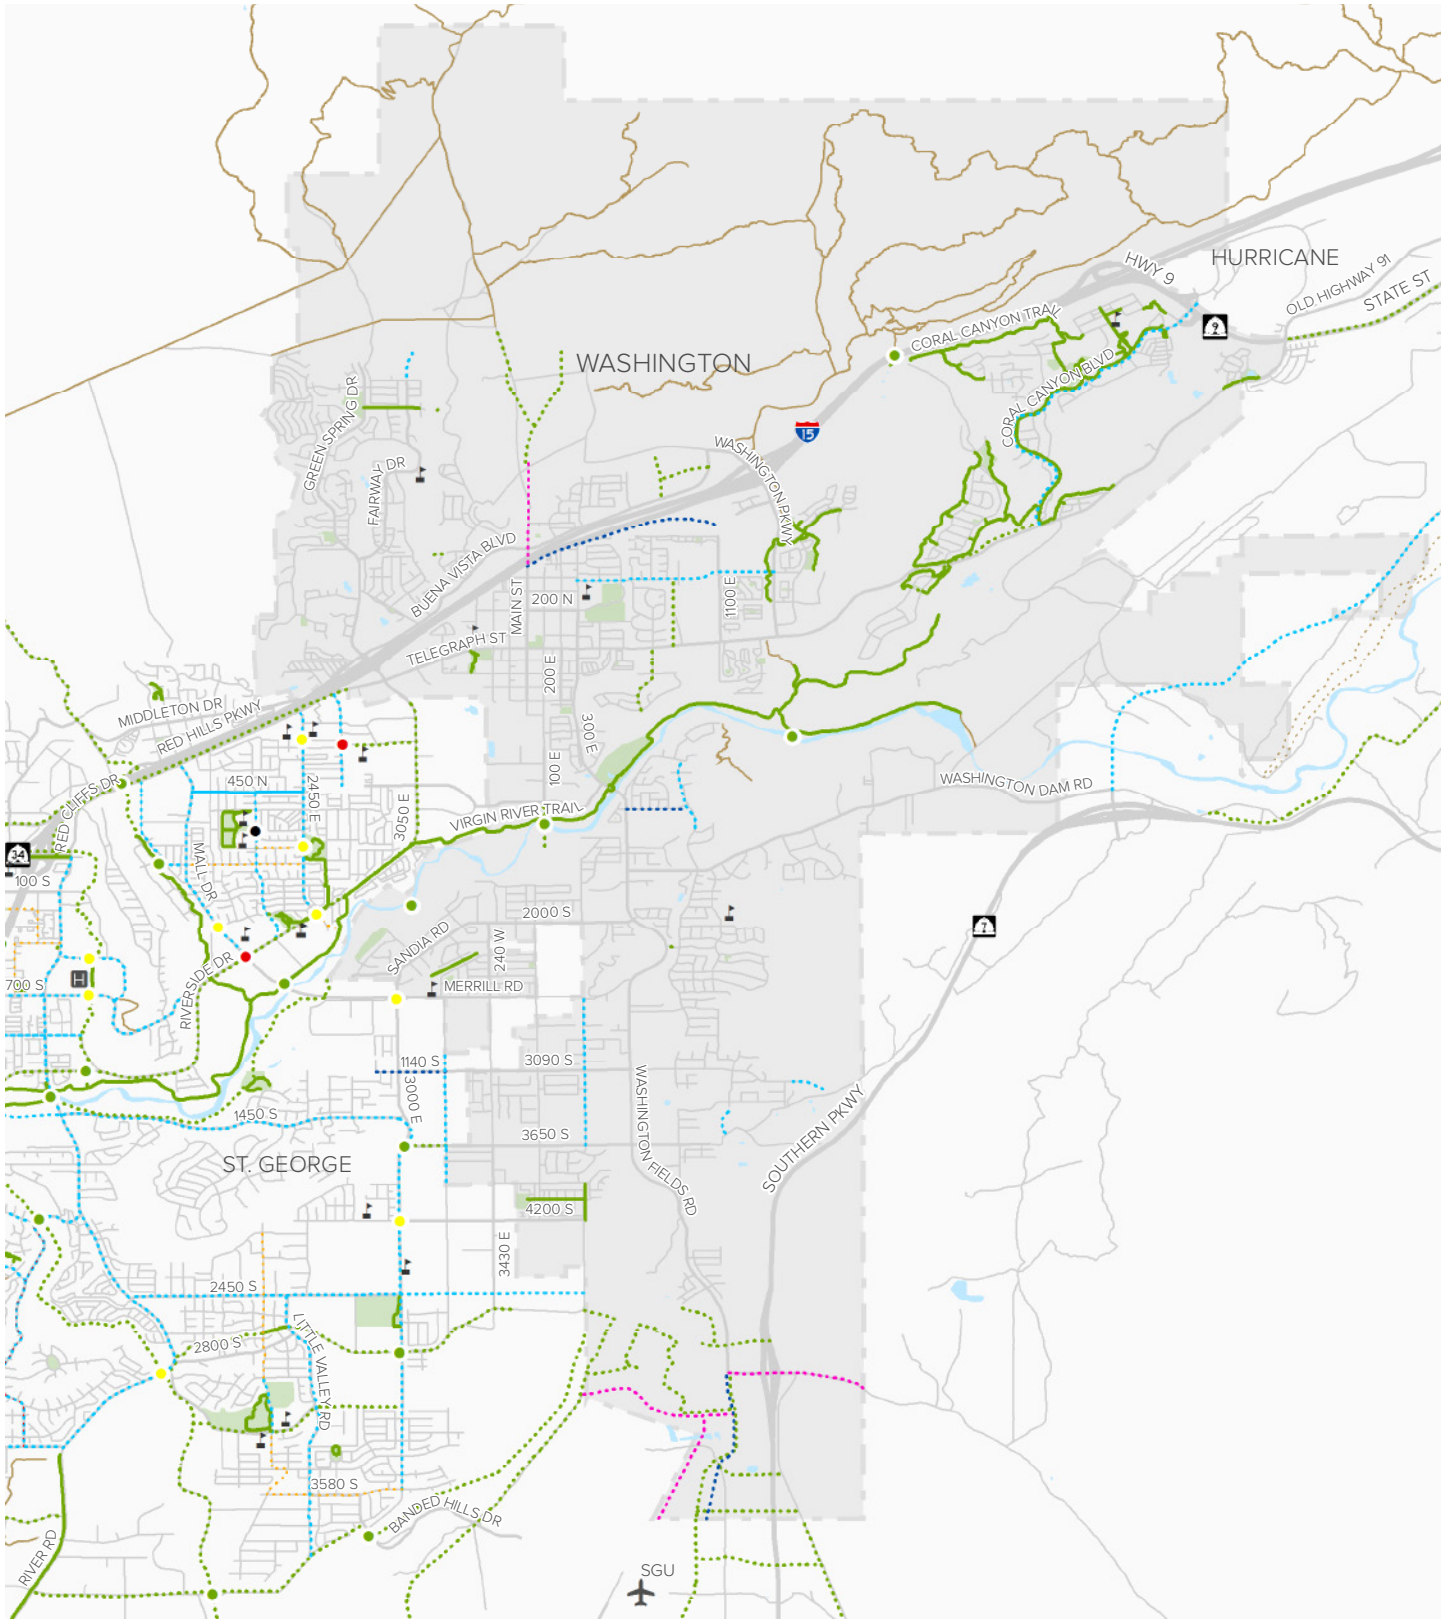 HURRICANE
HWY 9
OLD HIGHWAY 91
STATE ST
9
CORAL CANYON TRAIL
WASHINGTON
CORAL CANYON BLVD
GREEN SPRING DR
15
WASHINGTON PKWY
FAIRWAY DR
BUENA VISTA BLVD
MAIN ST
200 N
1100 E
TELEGRAPH ST
200 E
MIDDLETON DR
RED HILLS PKWY
300 E
100 E
450 N
2450 E
RED CLIFFS DR
3050 E
VIRGIN RIVER TRAIL
WASHINGTON DAM RD
34
100 S
MALL DR
2000 S
7
SANDIA RD
240 W
RIVERSIDE DR
H
700 S
MERRILL RD
1140 S
3090 S
3000 E
WASHINGTON FIELDS RD
SOUTHERN PKWY
1450 S
3650 S
ST. GEORGE
4200 S
3430 E
2450 S
2800 S
LITTLE VALLEY RD
3580 S
BANDED HILLS DR
RIVER RD
SGU